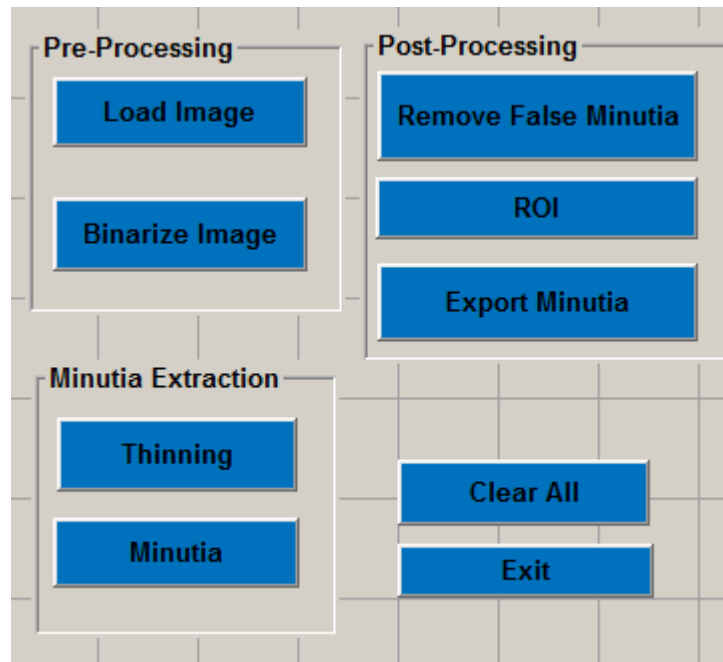 Pre-Processing
Load Image
Binarize Image
Post-Processing
Remove False Minutia
ROI
Export Minutia
Minutia Extraction
Thinning
Minutia
Clear All
Exit